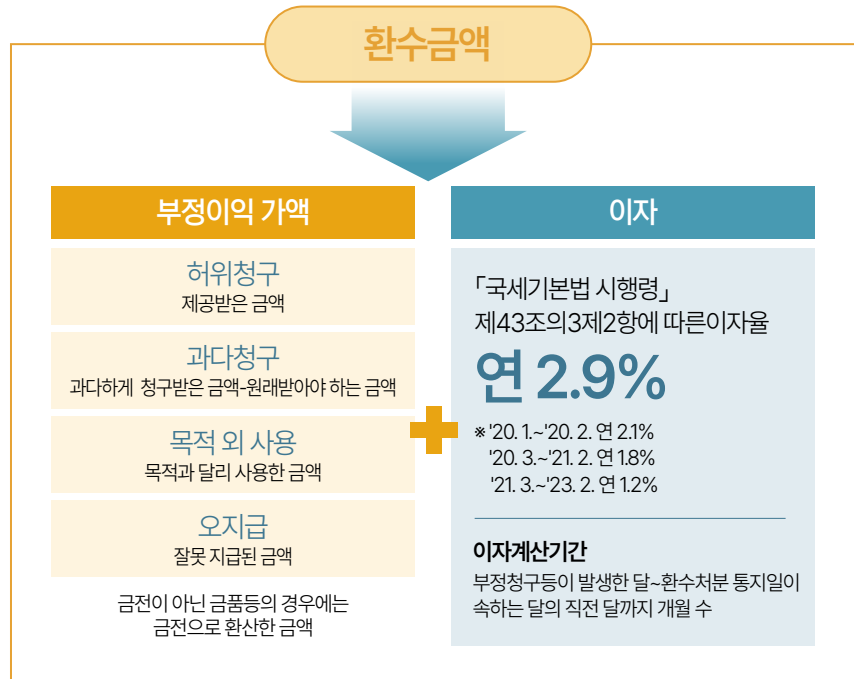 환수금액
부정이익 가액
허위청구
제공받은 금액
과다청구
과다하게 청구받은 금액-원래받아야 하는 금액
목적 외 사용
목적과 달리 사용한 금액
오지급
잘못 지급된 금액
금전이 아닌 금품등의 경우에는
금전으로 환산한 금액
이자
「국세기본법 시행령」
제43조의3제2항에 따른이자율
연 2.9%
※ '20. 1.~'20. 2. 연 2.1%
'20. 3.~'21. 2. 연 1.8%
'21. 3.~'23. 2. 연 1.2%
이자계산기간
부정청구등이 발생한 달~환수처분 통지일이
속하는 달의 직전 달까지 개월 수